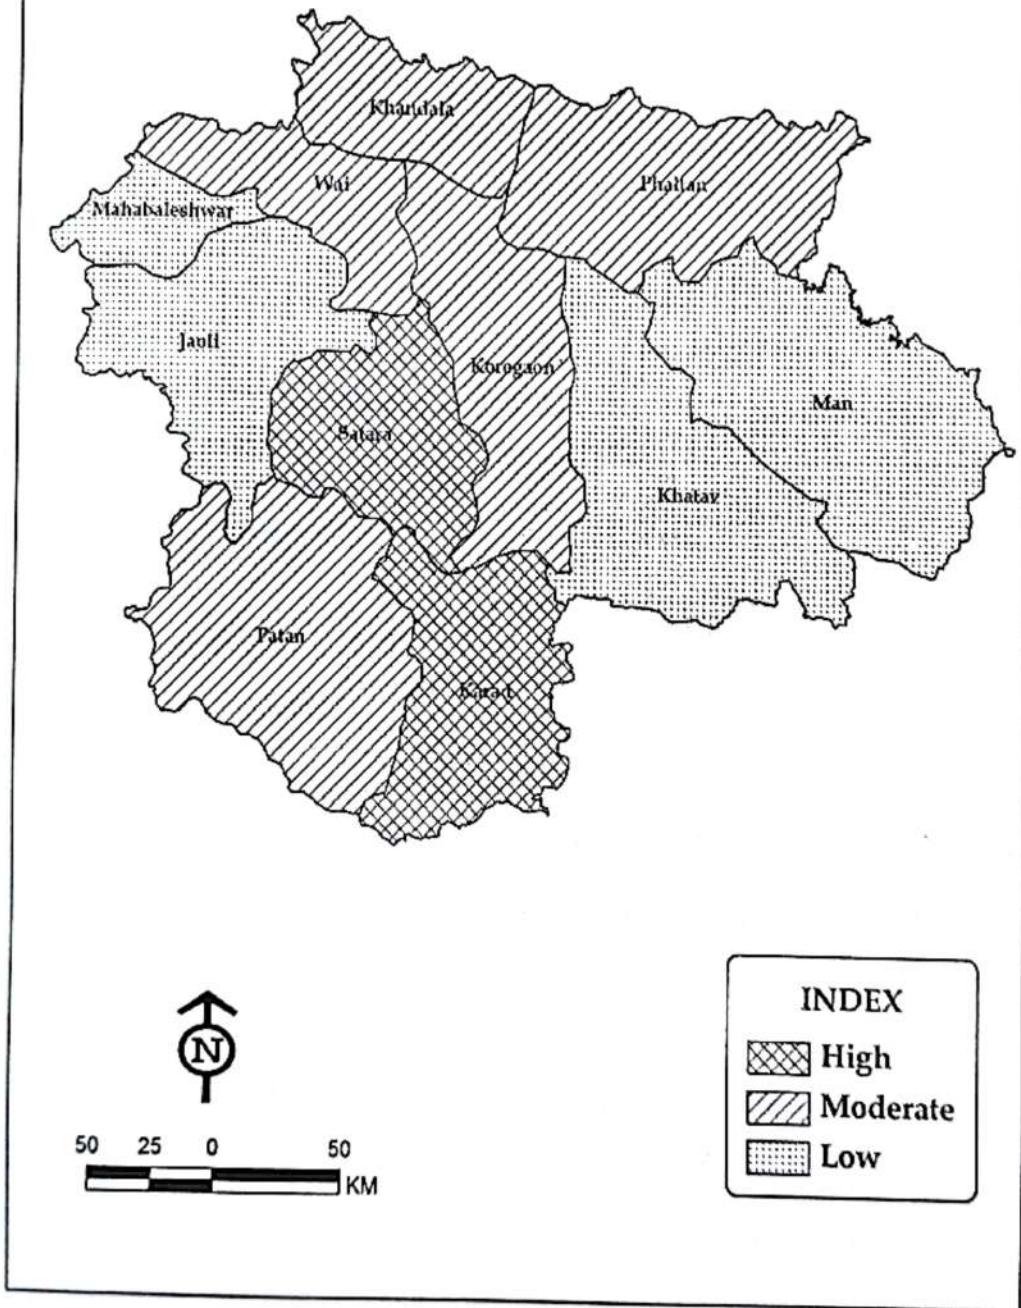 Khandala
Phaltan
Wai
Mahabaleshwar
Jaoli
Koregaon
Man
Satara
Khatav
Patan
Karad
INDEX
High
Moderate
Low
N
50 25 0 50
KM